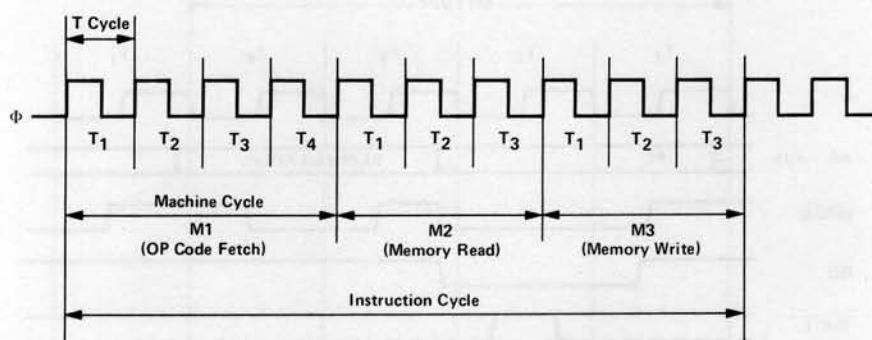 T Cycle
Φ
T1 T2 T3 T4 T1 T2 T3 T1 T2 T3
Machine Cycle
M1 M2 M3
(OP Code Fetch) (Memory Read) (Memory Write)
Instruction Cycle